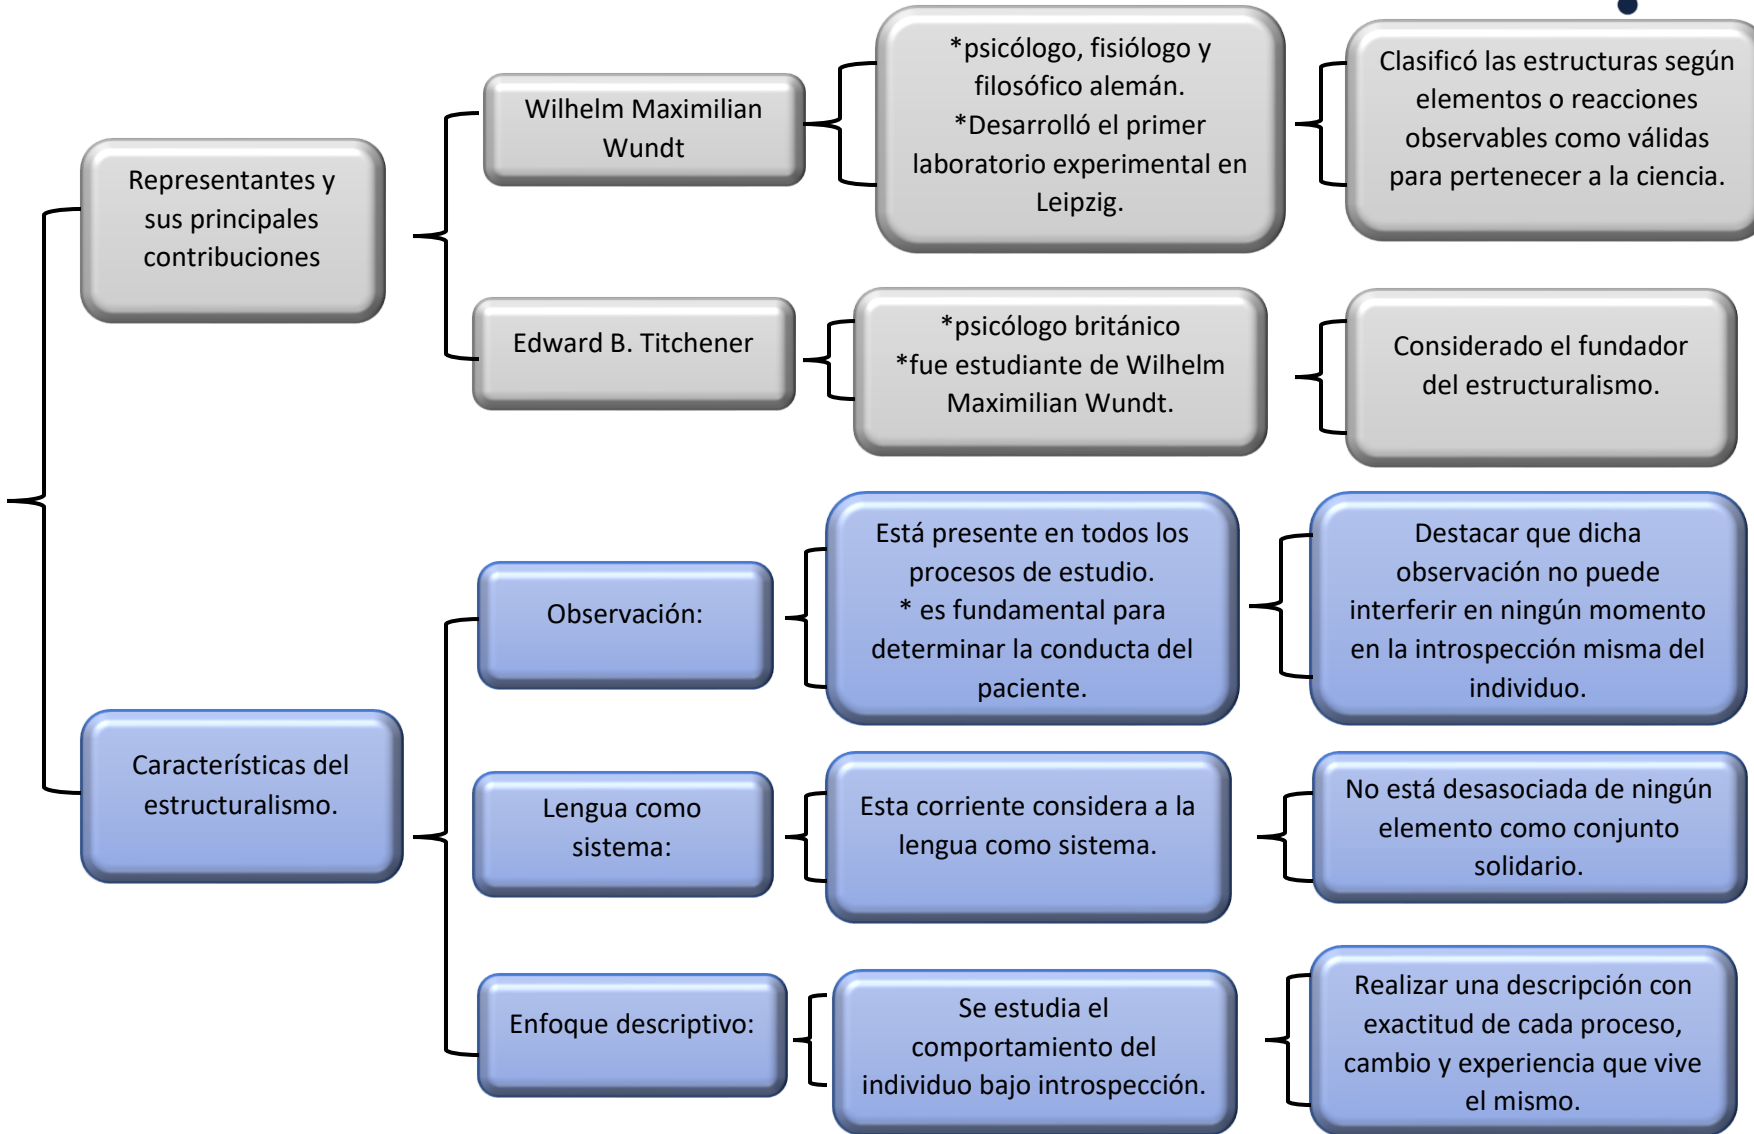 Representantes y
sus principales
contribuciones
Wilhelm Maximilian
Wundt
*psicólogo, fisiólogo y
filosófico alemán.
*Desarrolló el primer
laboratorio experimental en
Leipzig.
Clasificó las estructuras según
elementos o reacciones
observables como válidas
para pertenecer a la ciencia.
Edward B. Titchener
*psicólogo británico
*fue estudiante de Wilhelm
Maximilian Wundt.
Considerado el fundador
del estructuralismo.
Características del
estructuralismo.
Observación:
Está presente en todos los
procesos de estudio.
* es fundamental para
determinar la conducta del
paciente.
Destacar que dicha
observación no puede
interferir en ningún momento
en la introspección misma del
individuo.
Lengua como
sistema:
Esta corriente considera a la
lengua como sistema.
No está desasociada de ningún
elemento como conjunto
solidario.
Enfoque descriptivo:
Se estudia el
comportamiento del
individuo bajo introspección.
Realizar una descripción con
exactitud de cada proceso,
cambio y experiencia que vive
el mismo.